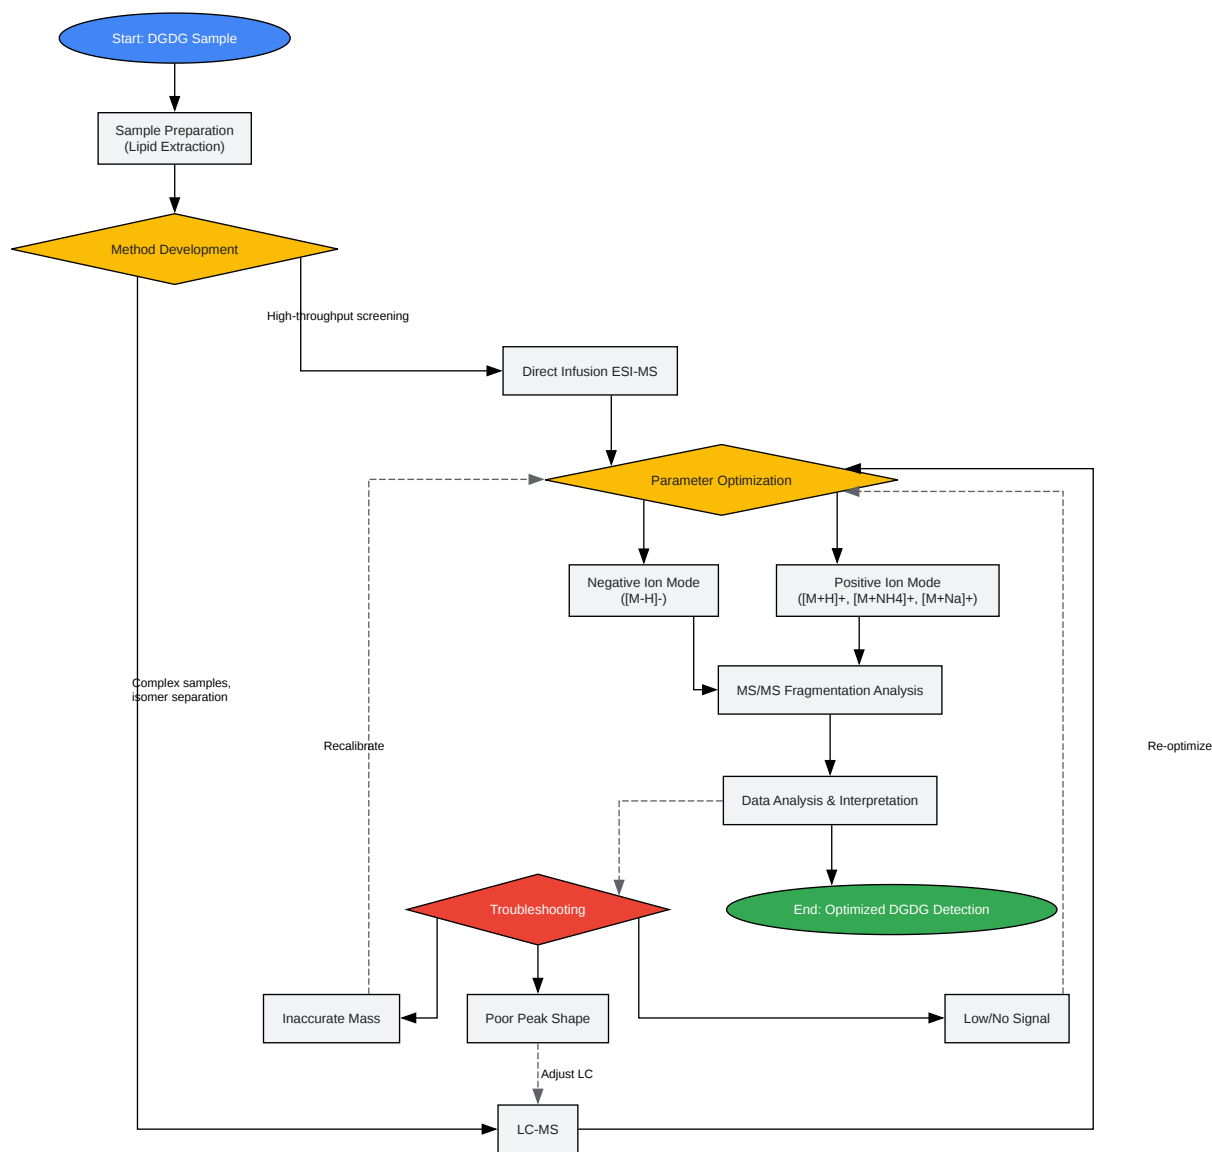 Start: DGDG Sample
Sample Preparation
(Lipid Extraction)
Method Development
High-throughput screening
Direct Infusion ESI-MS
Parameter Optimization
Negative Ion Mode
([M-H]-)
Positive Ion Mode
([M+H]+, [M+NH4]+, [M+Na]+)
Complex samples,
isomer separation
MS/MS Fragmentation Analysis
Recalibrate
Re-optimize
Data Analysis & Interpretation
Troubleshooting
End: Optimized DGDG Detection
Inaccurate Mass
Poor Peak Shape
Low/No Signal
Adjust LC
LC-MS